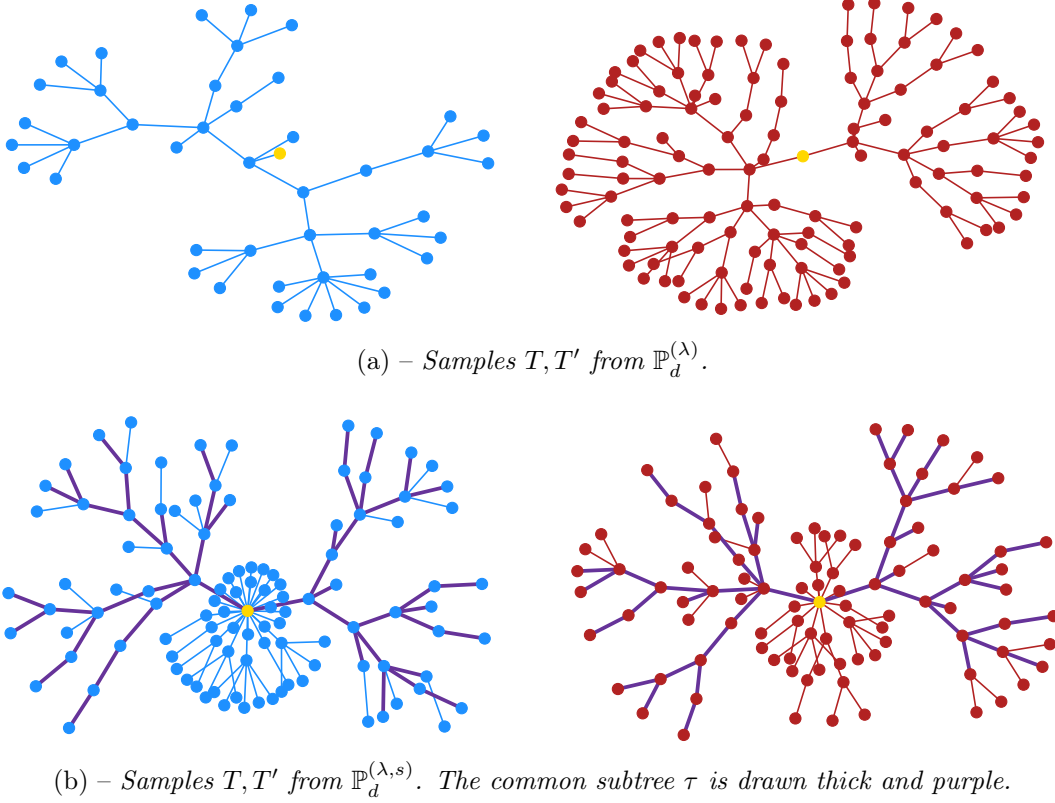 (a) – Samples T, T′ from ℙ_d^{(λ)}.
(b) – Samples T, T′ from ℙ_d^{(λ,s)}. The common subtree τ is drawn thick and purple.